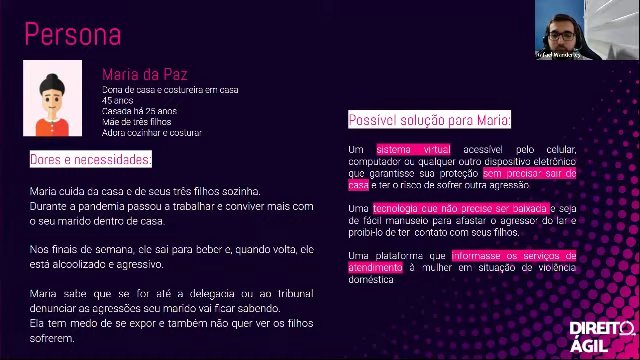 Persona
Maria da Paz
Dona de casa e costureira em casa
45 anos
Casada há 25 anos
Mãe de três filhos
Adora cozinhar e costurar
Dores e necessidades:
Maria cuida da casa e de seus três filhos sozinha.
Durante a pandemia passou a trabalhar e conviver mais com
o seu marido dentro de casa.
Nos finais de semana, ele sai para beber e, quando volta, ele
está alcoolizado e agressivo.
Maria sabe que se for até a delegacia ou ao tribunal
denunciar as agressões seu marido vai ficar sabendo.
Ela tem medo de se expor e também não quer ver os filhos
sofrerem.
Possível solução para Maria:
Um sistema virtual acessível pelo celular,
computador ou qualquer outro dispositivo eletrônico
que garantisse sua proteção sem precisar sair de
casa e ter o risco de sofrer outra agressão.
Uma tecnologia que não precise ser baixada e seja
de fácil manuseio para afastar o agressor do lar e
proibi-lo de ter contato com seus filhos.
Uma plataforma que informasse os serviços de
atendimento à mulher em situação de violência
doméstica
Rafael Wanderley
DIREITO
ÁGIL